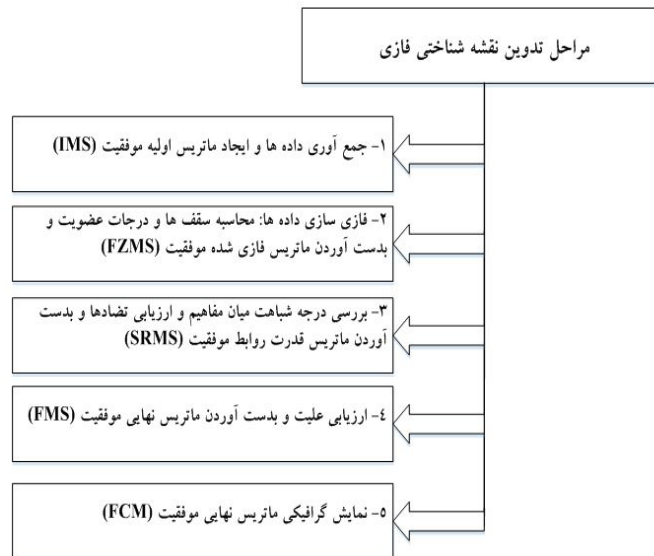 مراحل تدوین نقشه شناختی فازی
۱- جمع آوری داده ها و ایجاد ماتریس اولیه موفقیت (IMS)
۲- فازی سازی داده ها: محاسبه سقف ها و درجات عضویت و
بدست آوردن ماتریس فازی شده موفقیت (FZMS)
۳- بررسی درجه شباهت میان مفاهیم و ارزیابی تضادها و بدست
آوردن ماتریس قدرت روابط موفقیت (SRMS)
٤- ارزیابی علیت و بدست آوردن ماتریس نهایی موفقیت (FMS)
٥- نمایش گرافیکی ماتریس نهایی موفقیت (FCM)